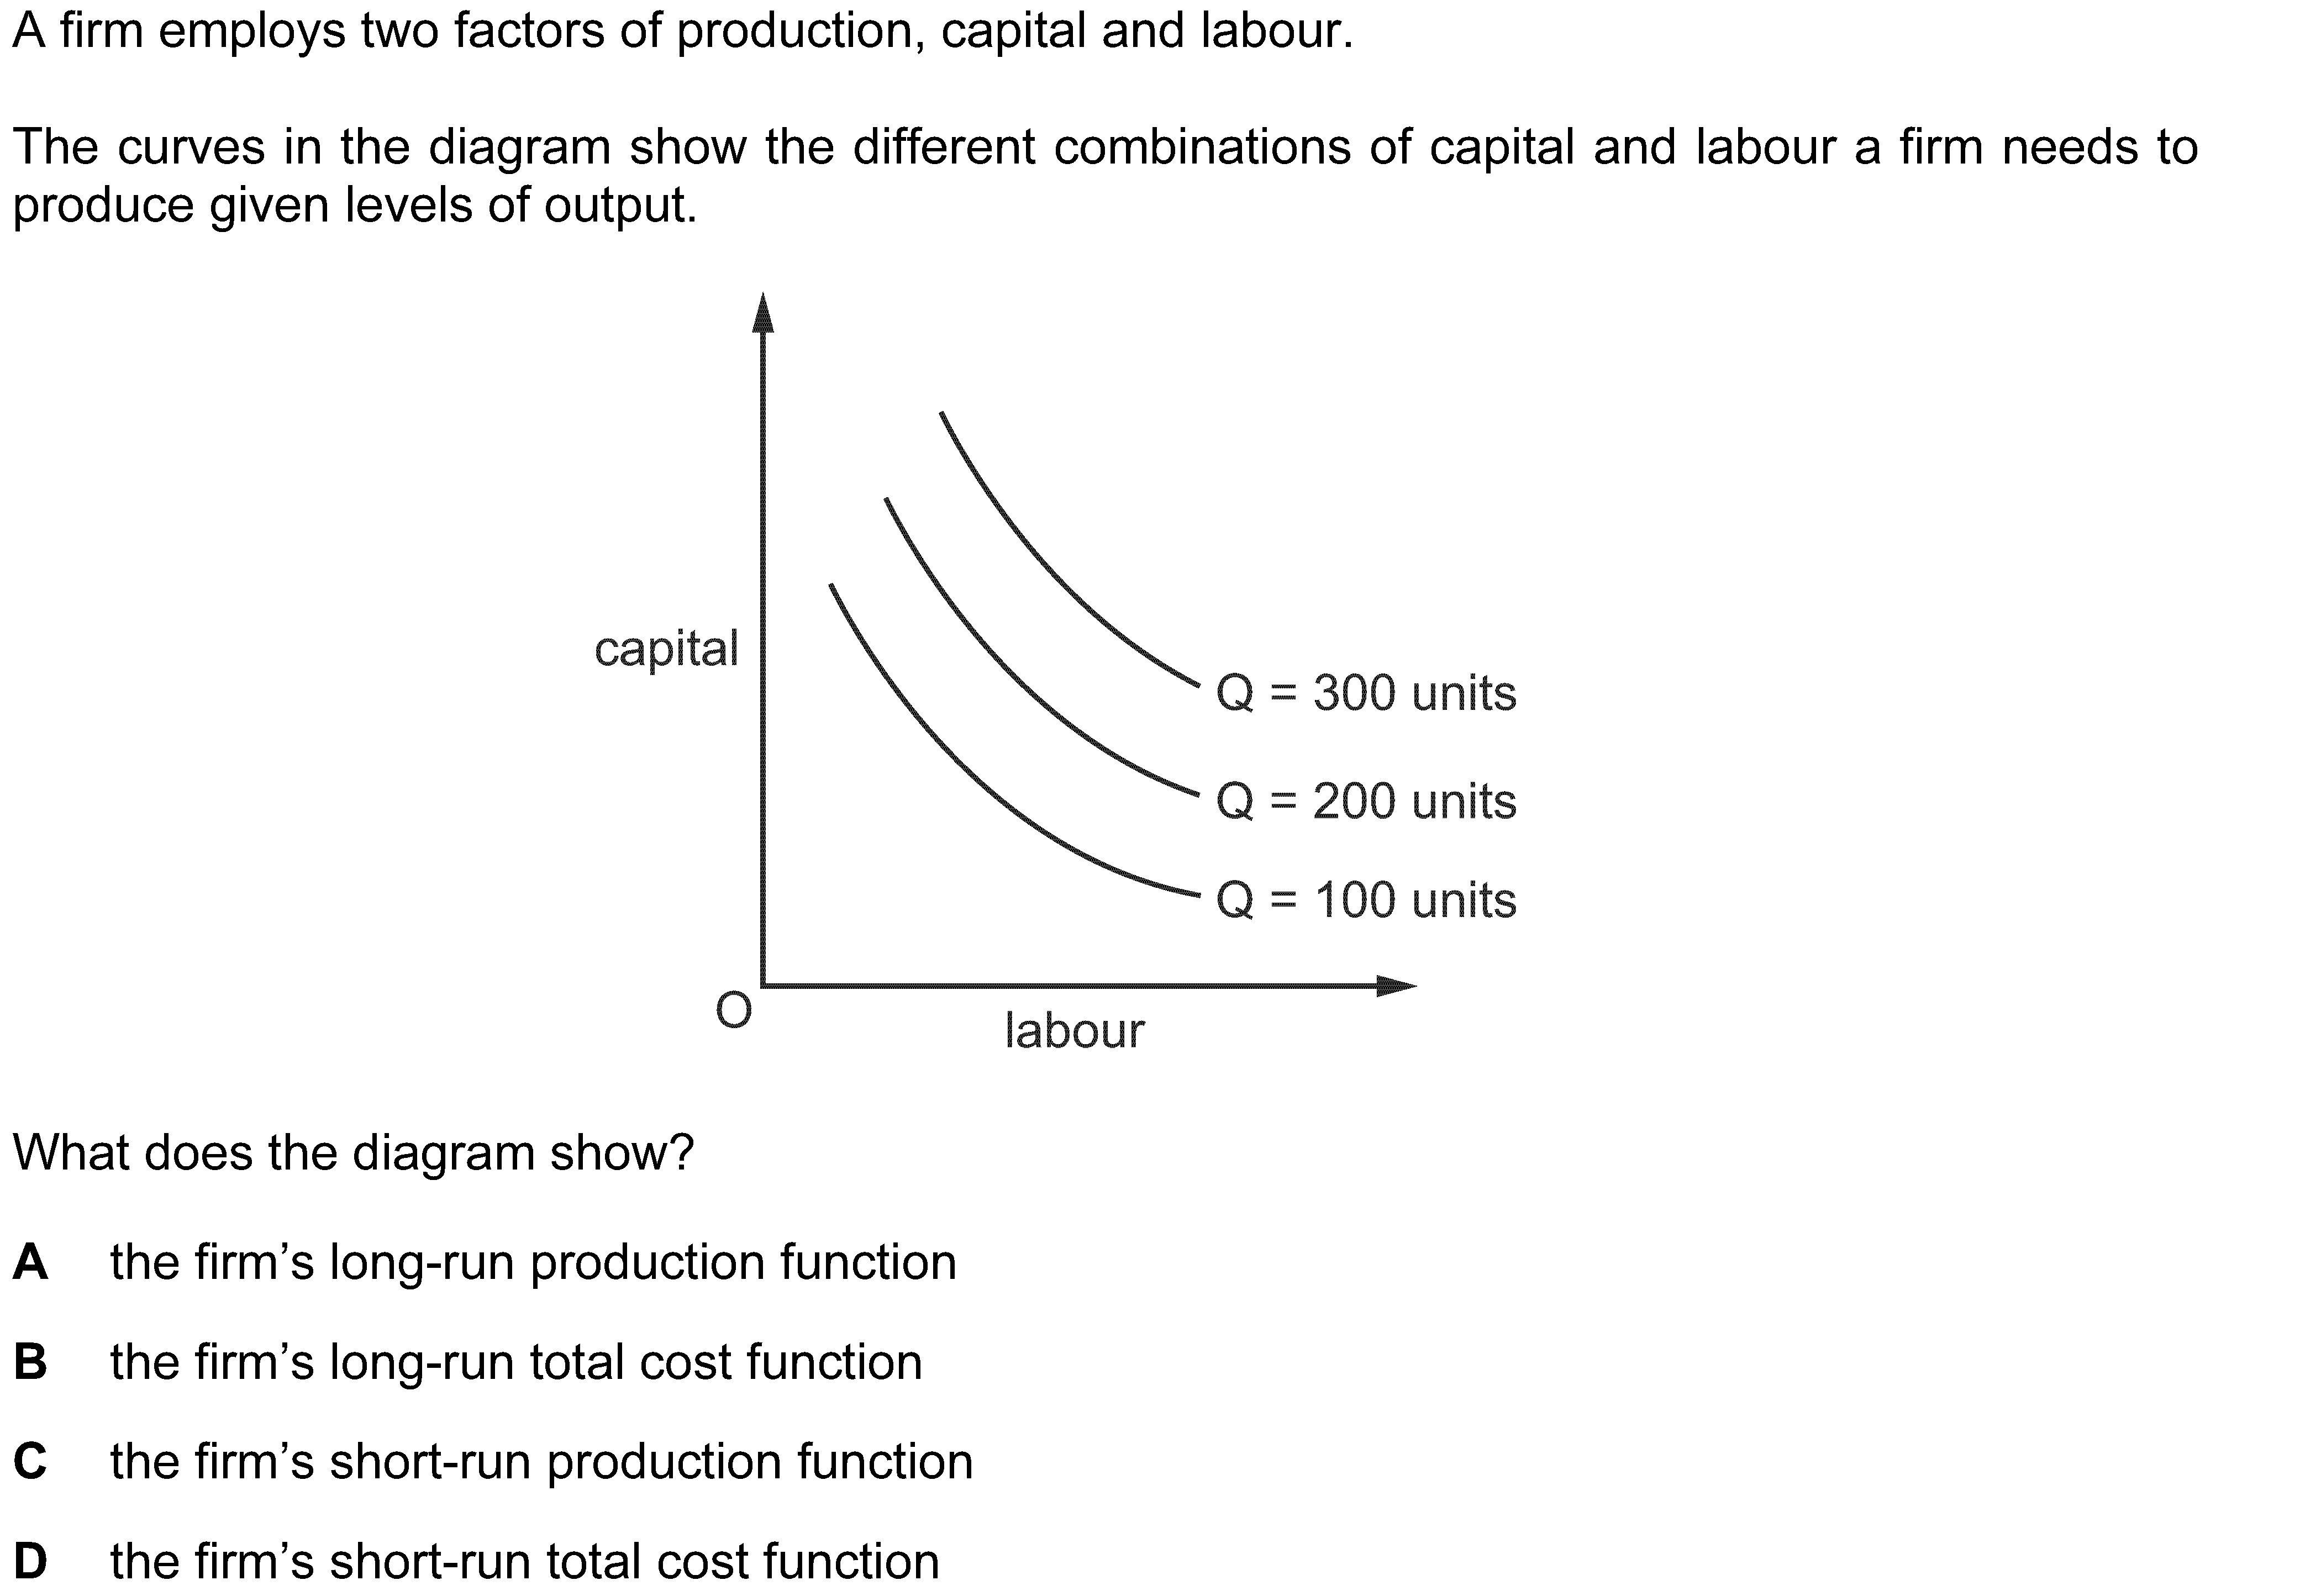 A firm employs two factors of production, capital and labour.
The curves in the diagram show the different combinations of capital and labour a firm needs to
produce given levels of output.
capital
Q = 300 units
Q = 200 units
Q = 100 units
O
labour
What does the diagram show?
A the firm’s long-run production function
B the firm’s long-run total cost function
C the firm’s short-run production function
D the firm’s short-run total cost function